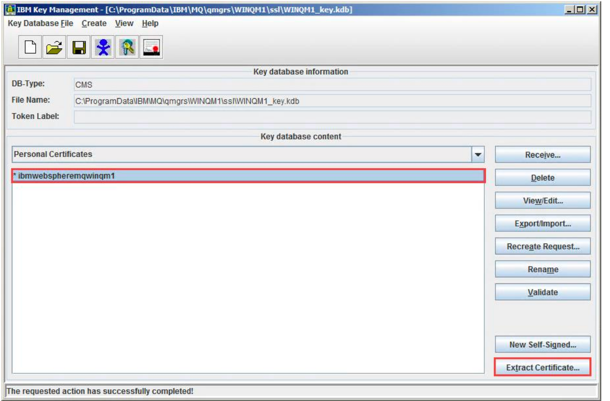 IBM Key Management - [C:\ProgramData\IBM\MQ\qmgrs\WINQM1\ssl\WINQM1_key.kdb]
Key Database File Create View Help
Key database information
DB-Type: CMS
File Name: C:\ProgramData\IBM\MQ\qmgrs\WINQM1\ssl\WINQM1_key.kdb
Token Label:
Key database content
Personal Certificates
Receive...
* ibmwebspheremqwinqm1
Delete
View/Edit...
Export/Import...
Recreate Request...
Rename
Validate
New Self-Signed...
Extract Certificate...
The requested action has successfully completed!